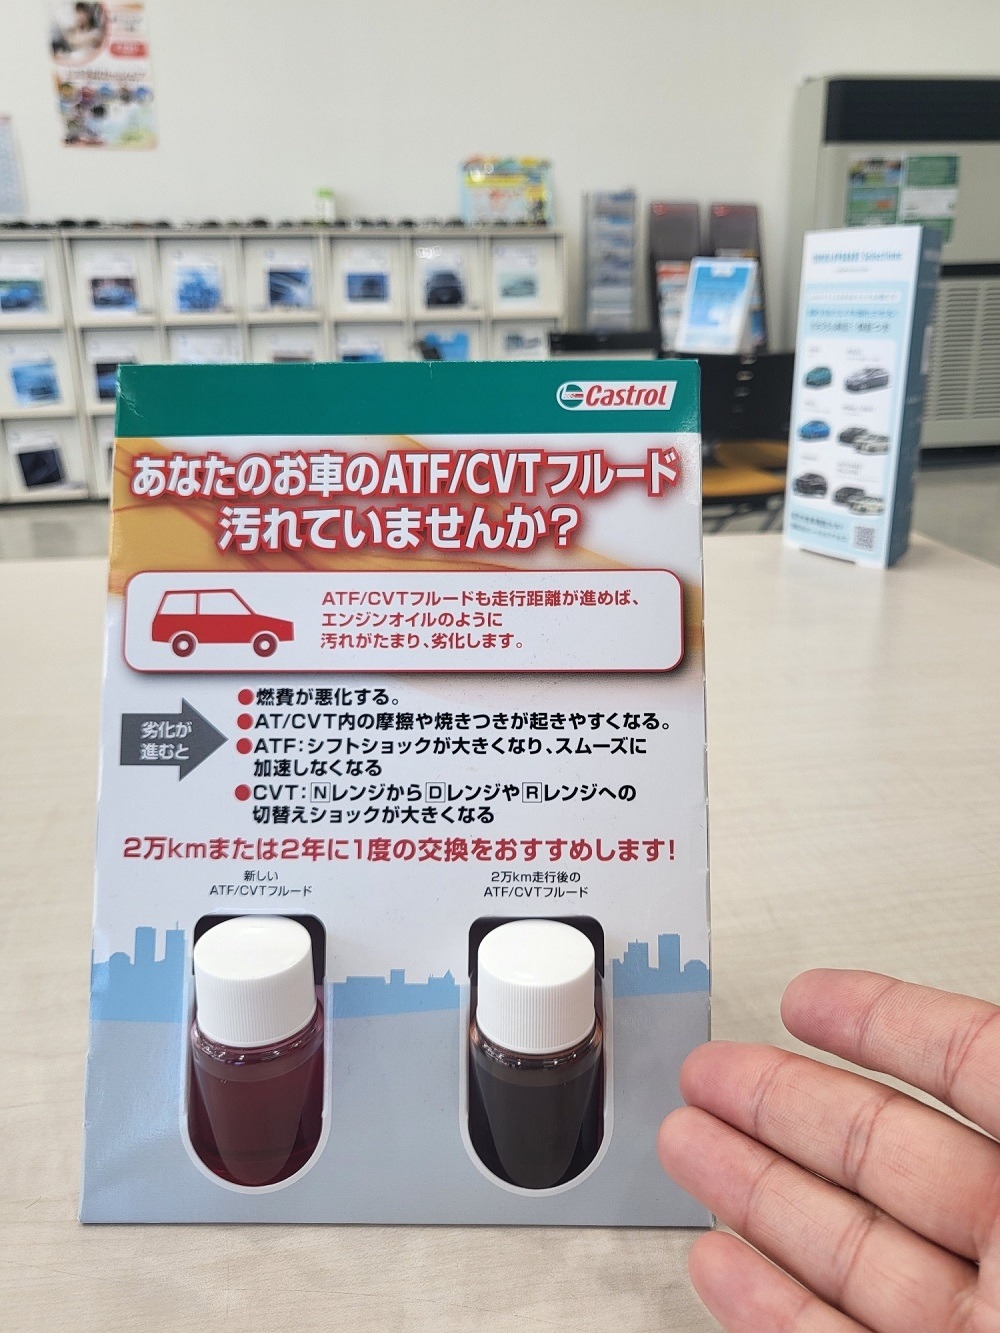 Castrol
あなたのお車のATF/CVTフルード
汚れていませんか？
ATF/CVTフルードも走行距離が進めば、
エンジンオイルのように
汚れがたまり、劣化します。
劣化が
進むと
●燃費が悪化する。
●AT/CVT内の摩擦や焼きつきが起きやすくなる。
●ATF：シフトショックが大きくなり、スムーズに
加速しなくなる
●CVT：NレンジからDレンジやRレンジへの
切替えショックが大きくなる
2万kmまたは2年に1度の交換をおすすめします！
新しい
ATF/CVTフルード
2万km走行後の
ATF/CVTフルード